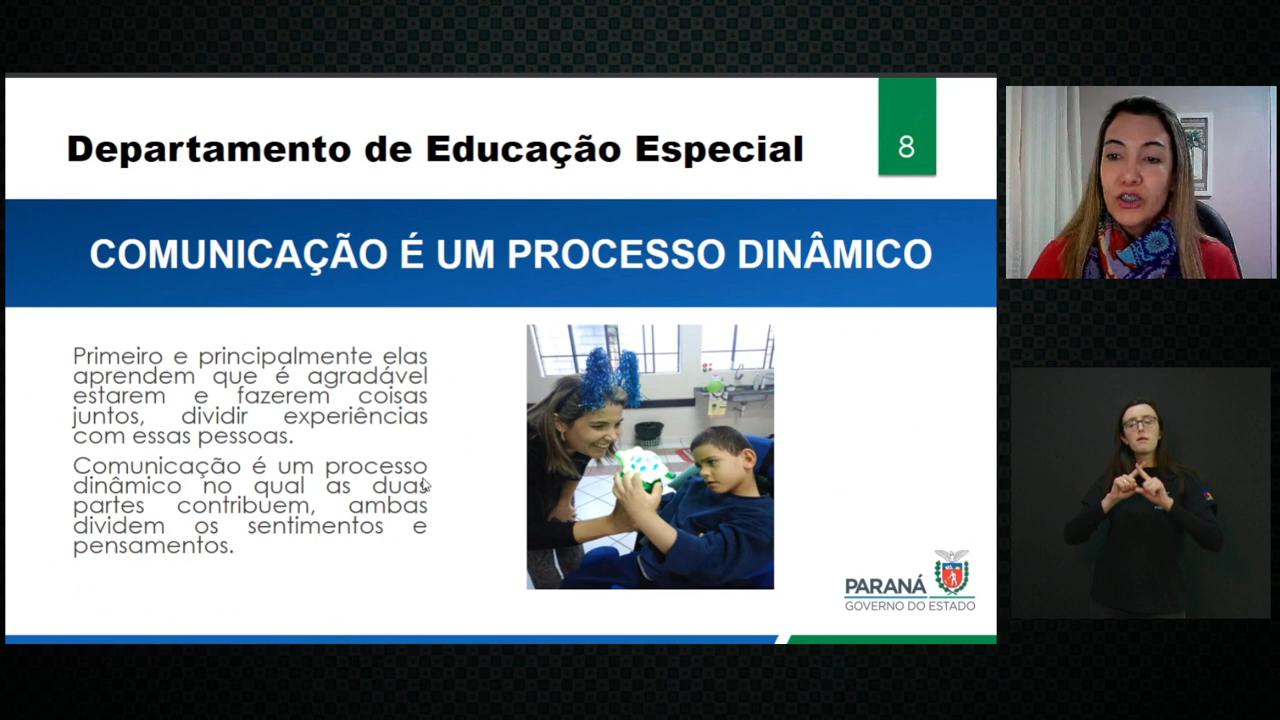 Departamento de Educação Especial
8
COMUNICAÇÃO É UM PROCESSO DINÂMICO
Primeiro e principalmente elas
aprendem que é agradável
estarem e fazerem coisas
juntos, dividir experiências
com essas pessoas.
Comunicação é um processo
dinâmico no qual as duas
partes contribuem, ambas
dividem os sentimentos e
pensamentos.
PARANÁ
GOVERNO DO ESTADO